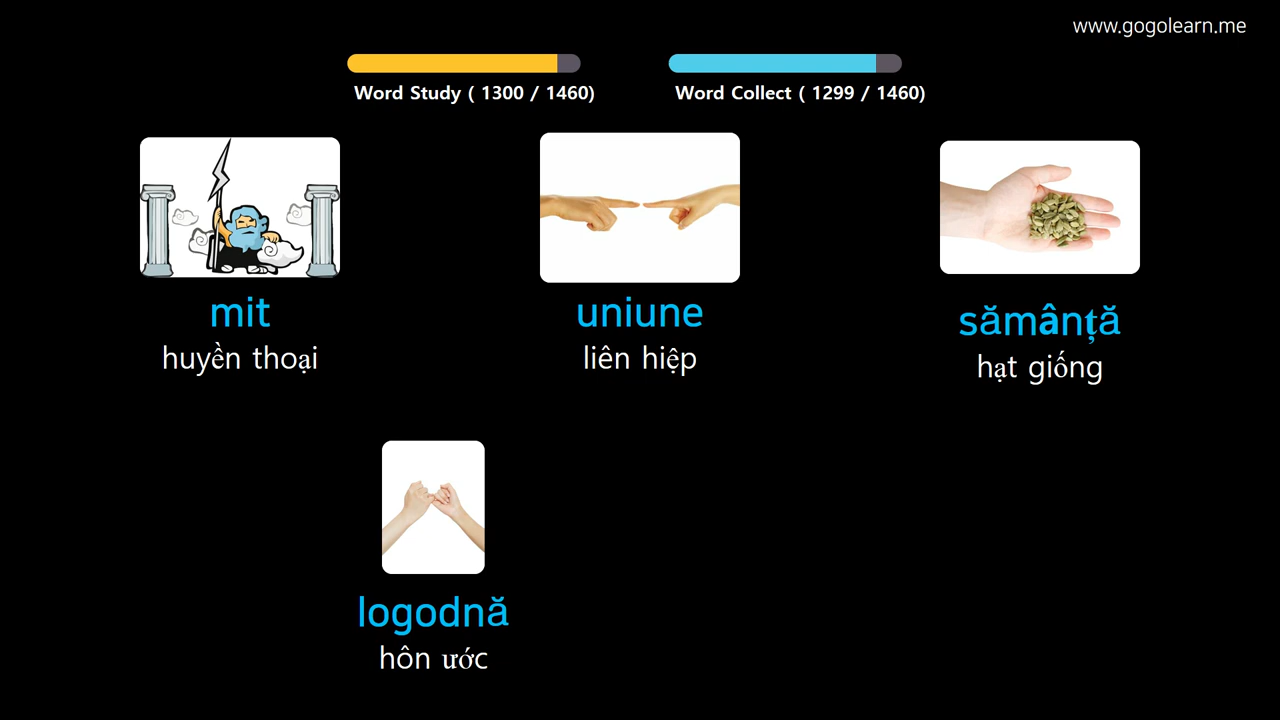 www.gogolearn.me
Word Study ( 1300 / 1460)
Word Collect ( 1299 / 1460)
mit
huyền thoại
uniune
liên hiệp
sămânță
hạt giống
logodnă
hôn ước